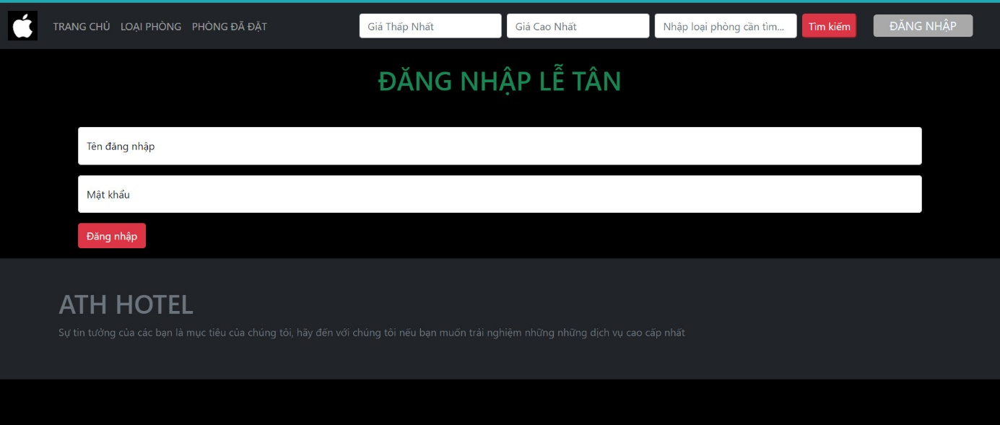 TRANG CHỦ LOẠI PHÒNG PHÒNG ĐÃ ĐẶT Giá Thấp Nhất Giá Cao Nhất Nhập loại phòng cần tìm... Tìm kiếm ĐĂNG NHẬP
ĐĂNG NHẬP LỄ TÂN
Tên đăng nhập
Mật khẩu
Đăng nhập
ATH HOTEL
Sự tin tưởng của các bạn là mục tiêu của chúng tôi, hãy đến với chúng tôi nếu bạn muốn trải nghiệm những những dịch vụ cao cấp nhất